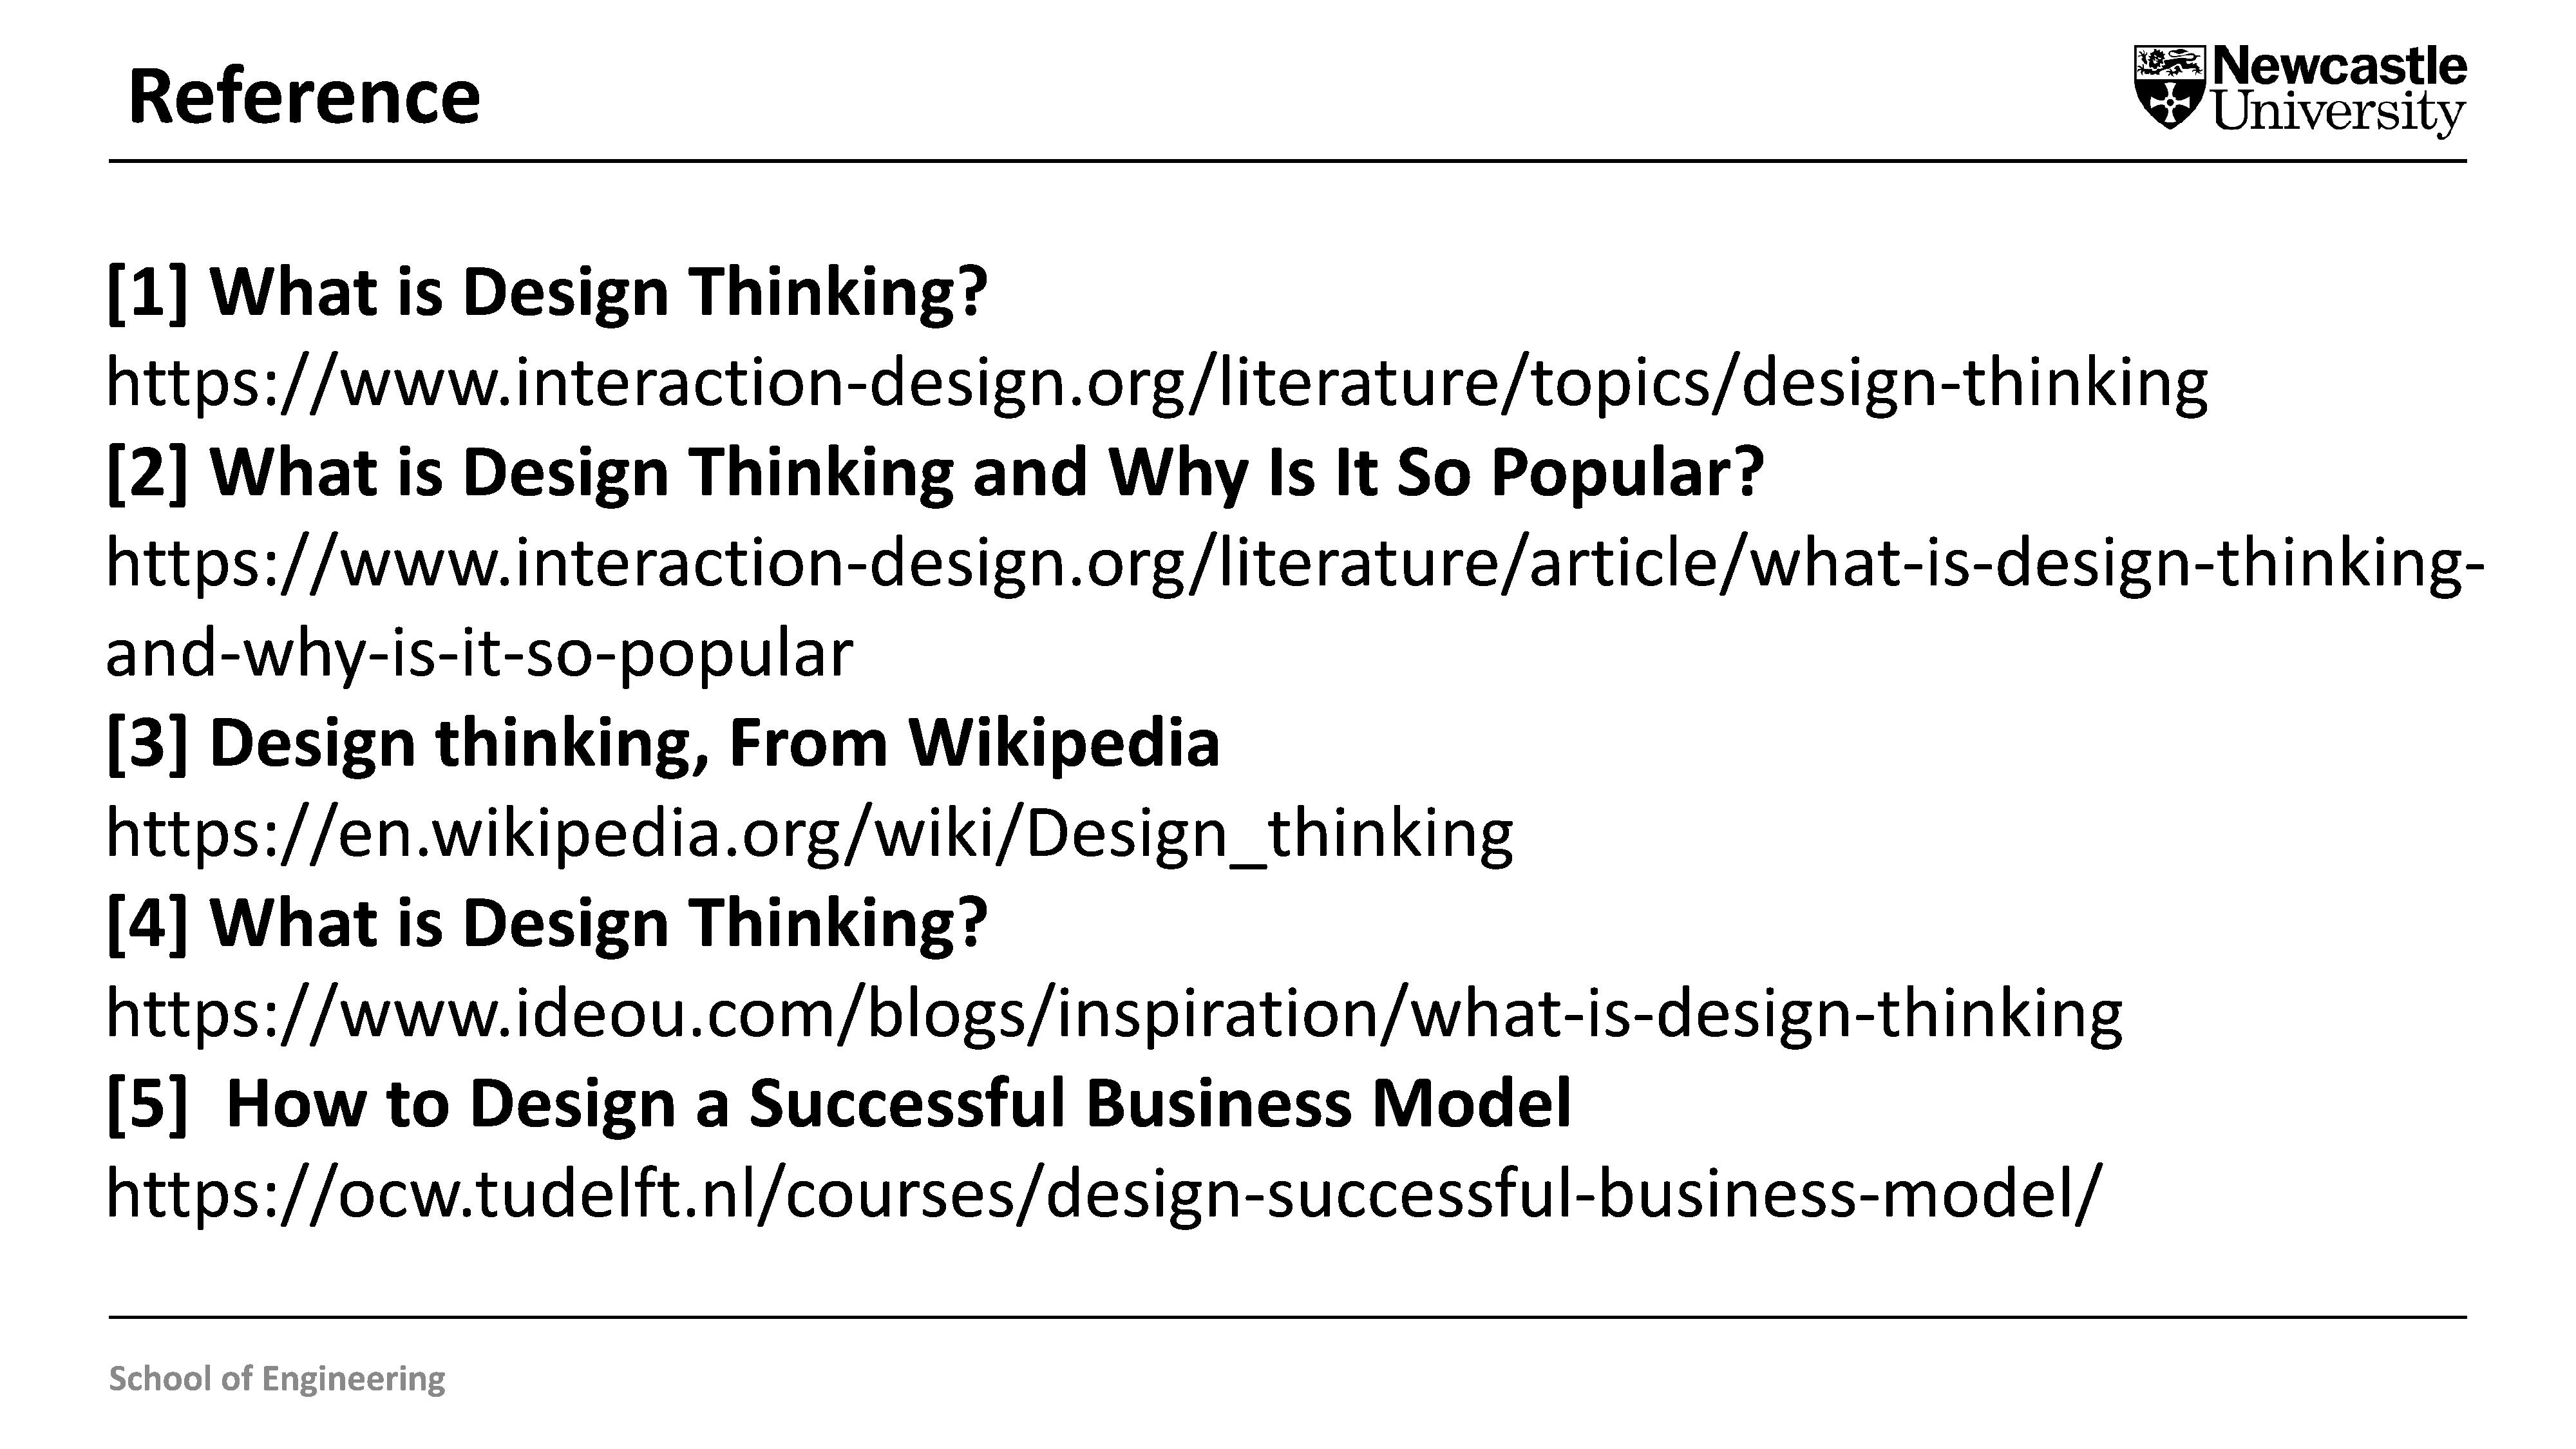 Reference
Newcastle
University
[1] What is Design Thinking?
https://www.interaction-design.org/literature/topics/design-thinking
[2] What is Design Thinking and Why Is It So Popular?
https://www.interaction-design.org/literature/article/what-is-design-thinking-
and-why-is-it-so-popular
[3] Design thinking, From Wikipedia
https://en.wikipedia.org/wiki/Design_thinking
[4] What is Design Thinking?
https://www.ideou.com/blogs/inspiration/what-is-design-thinking
[5] How to Design a Successful Business Model
https://ocw.tudelft.nl/courses/design-successful-business-model/
School of Engineering